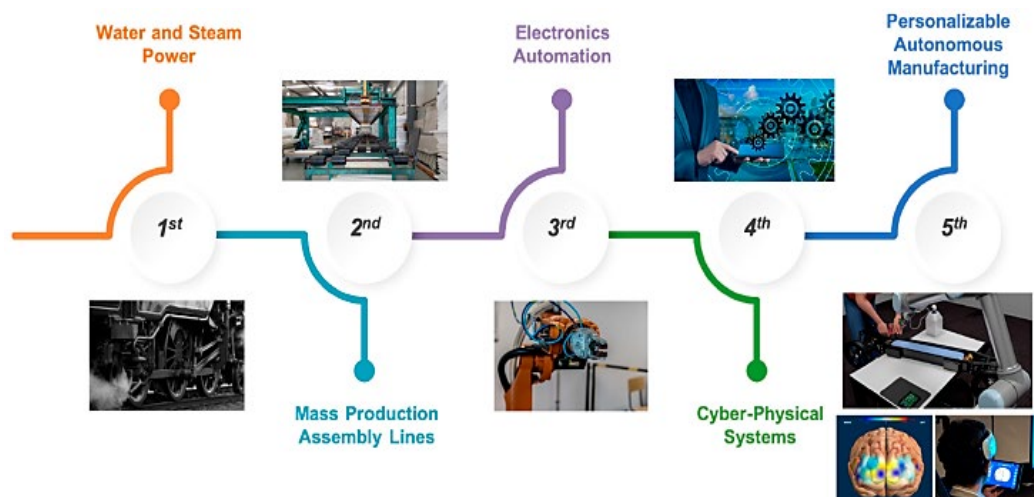 Water and Steam
Power
Electronics
Automation
Personalizable
Autonomous
Manufacturing
1st
2nd
3rd
4th
5th
Mass Production
Assembly Lines
Cyber-Physical
Systems